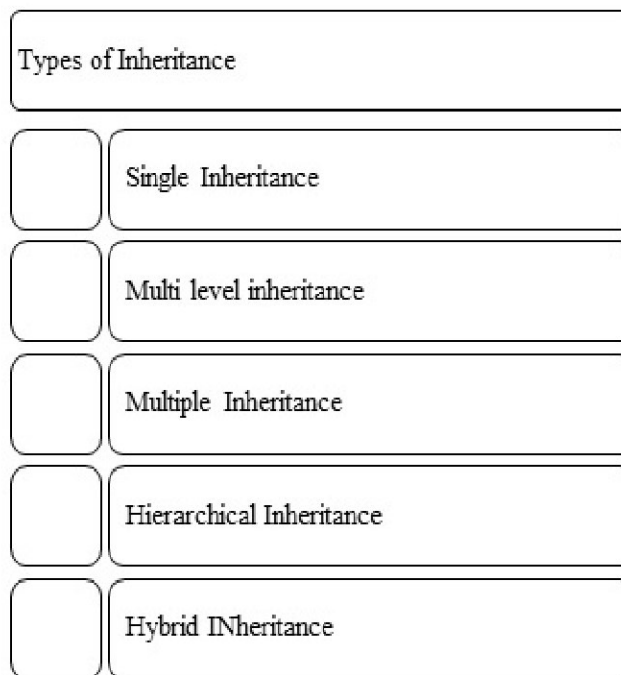 Types of Inheritance
Single Inheritance
Multi level inheritance
Multiple Inheritance
Hierarchical Inheritance
Hybrid INheritance